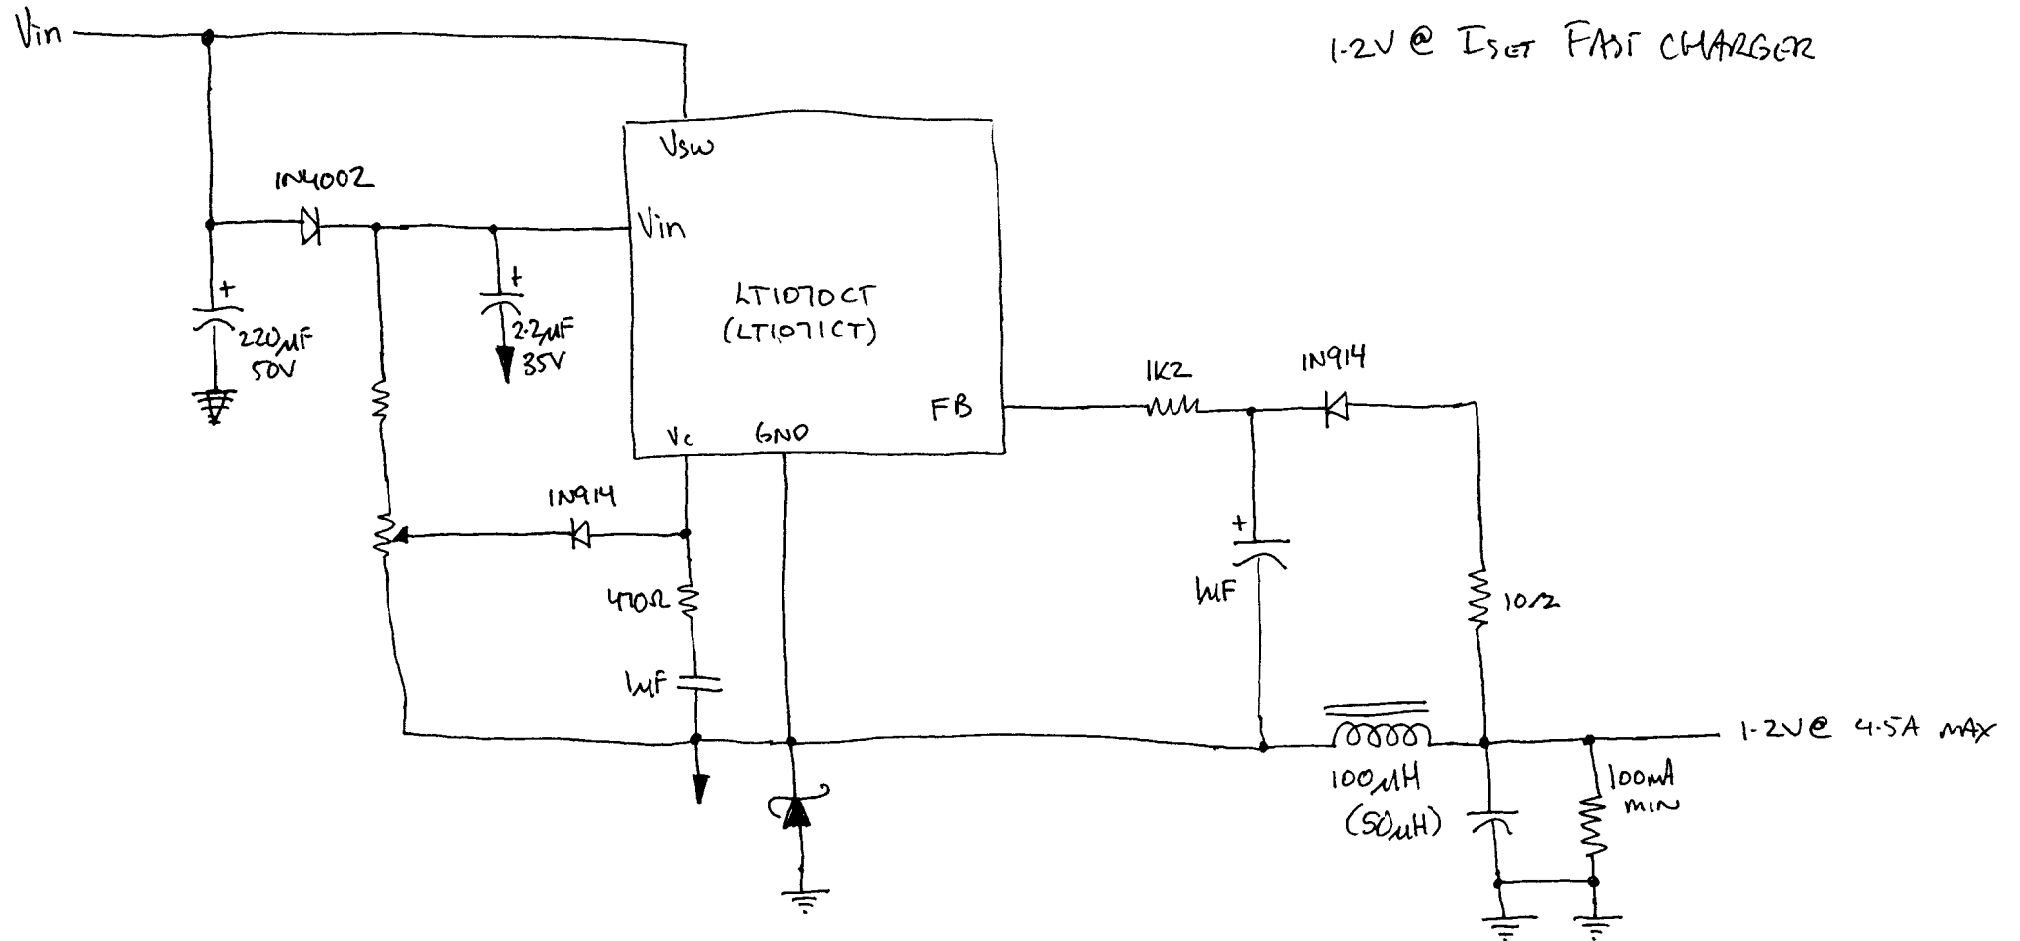 Vin
1.2V @ ISET FAST CHARGER
VSW
1N4002
Vin
+
220µF
50V
+
2.2µF
35V
LT1070CT
(LT1071CT)
1K2
1N914
FB
Vc
GND
1N914
+
1µF
470Ω
10Ω
1µF
1.2V @ 4.5A MAX
100µH
(50µH)
100mA
MIN